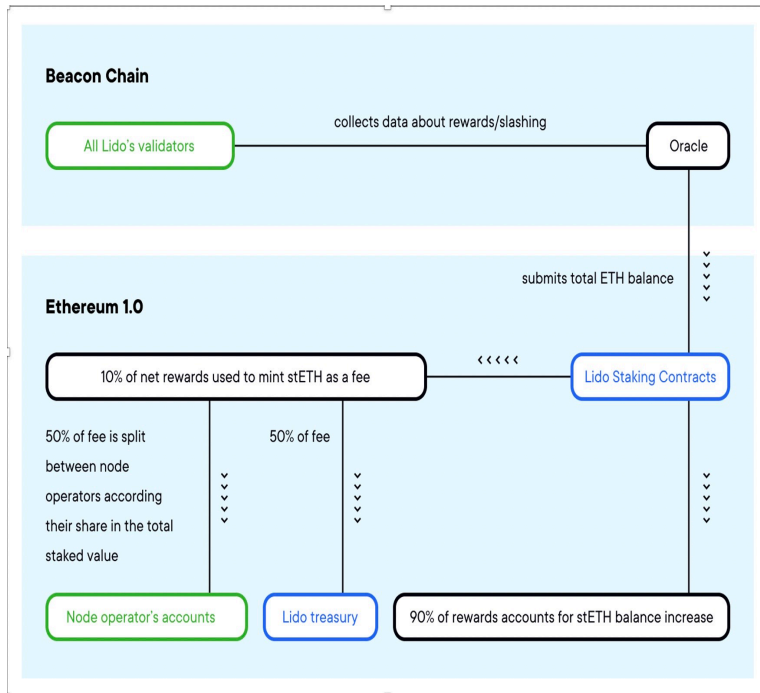 Beacon Chain
collects data about rewards/slashing
All Lido's validators
Oracle
submits total ETH balance
Ethereum 1.0
<<<<<
10% of net rewards used to mint stETH as a fee
Lido Staking Contracts
50% of fee is split
between node
operators according
their share in the total
staked value
50% of fee
Node operator's accounts
Lido treasury
90% of rewards accounts for stETH balance increase